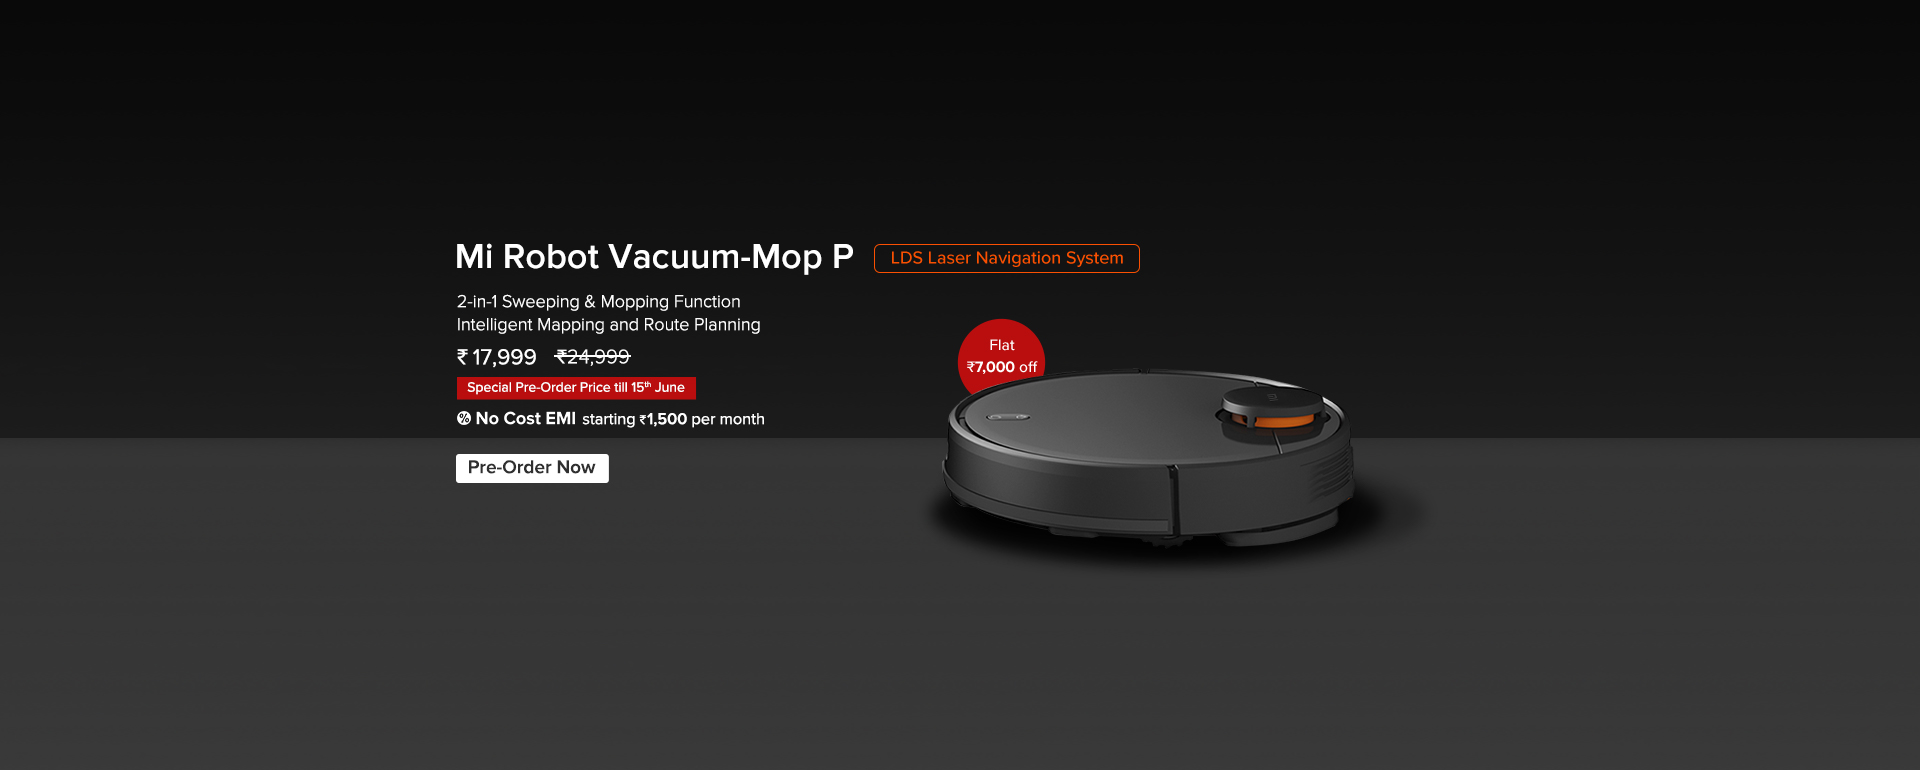 Mi Robot Vacuum-Mop P
LDS Laser Navigation System
2-in-1 Sweeping & Mopping Function
Intelligent Mapping and Route Planning
₹17,999 ₹24,999
Special Pre-Order Price till 15th June
No Cost EMI starting ₹1,500 per month
Pre-Order Now
Flat
₹7,000 off